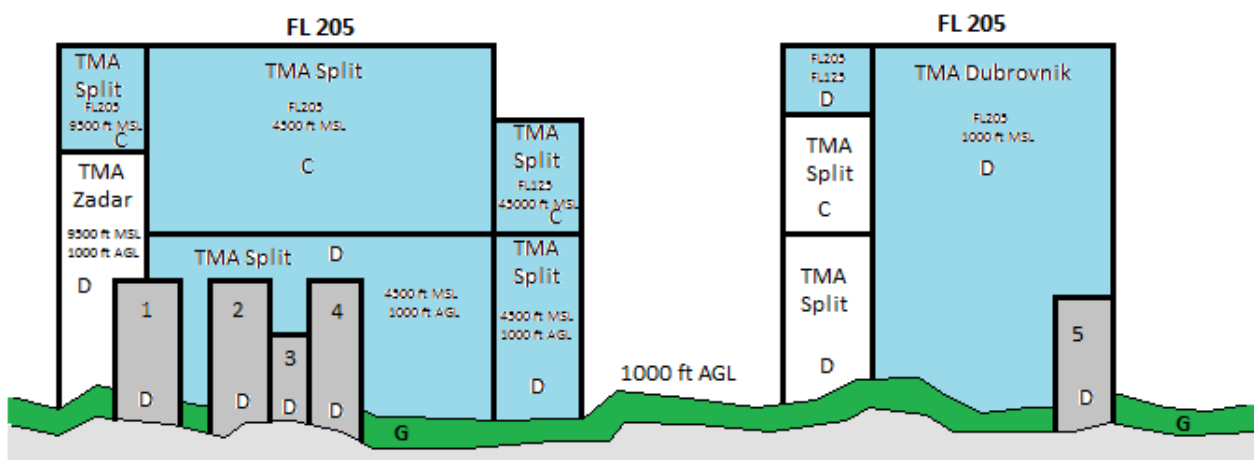 FL 205
FL 205
TMA
Split
FL205
9500 ft MSL
C
TMA Split
FL205
4500 ft MSL
C
TMA
Split
FL125
45000 ft MSL
C
TMA
Zadar
9500 ft MSL
1000 ft AGL
D
TMA Split
D
4500 ft MSL
1000 ft AGL
TMA
Split
4500 ft MSL
1000 ft AGL
D
1
D
2
D
3
D
4
D
G
1000 ft AGL
FL205
FL125
D
TMA
Split
C
TMA
Split
D
TMA Dubrovnik
FL205
1000 ft MSL
D
5
D
G